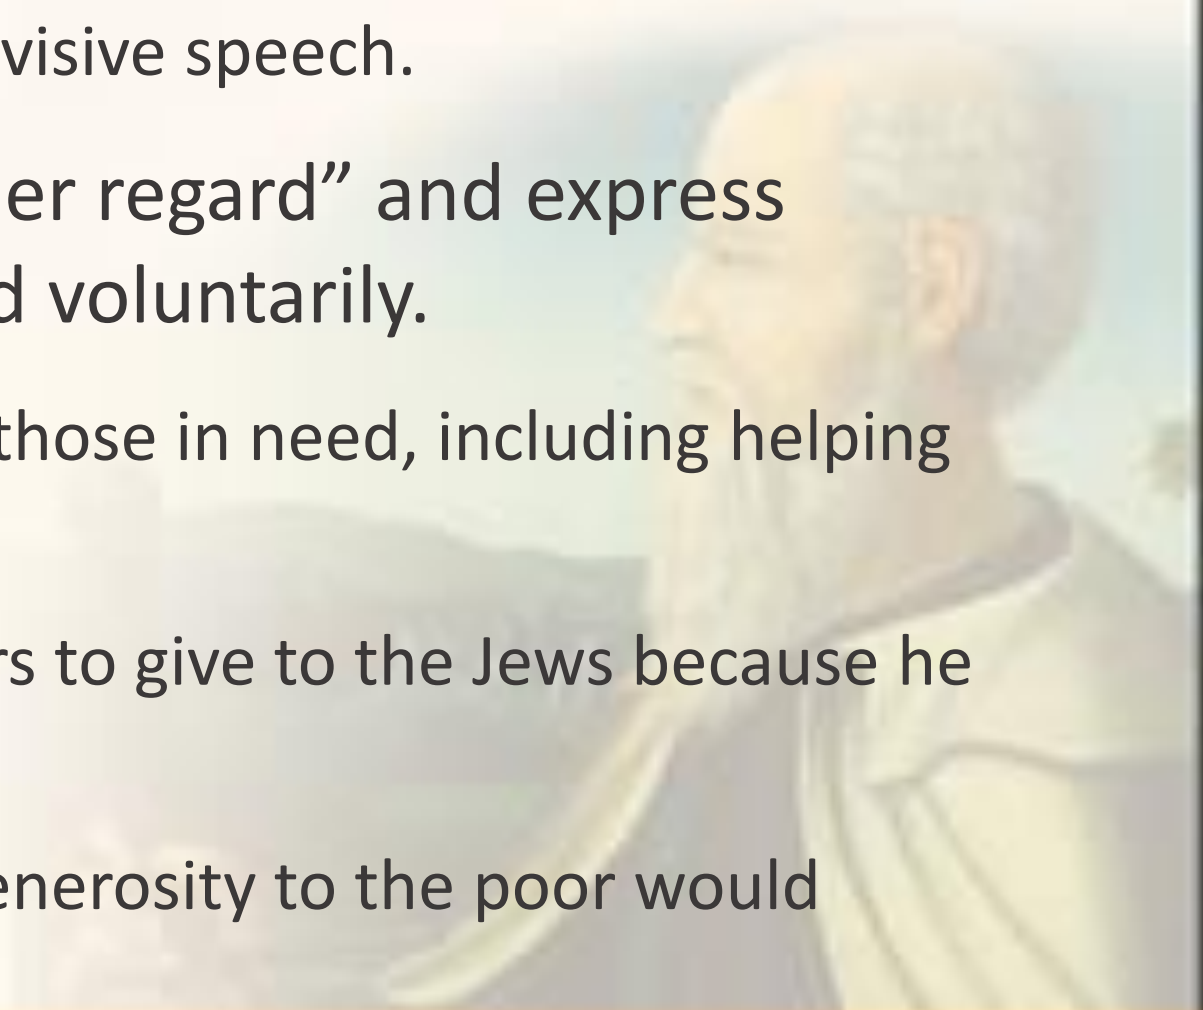 visive speech.
er regard” and express
d voluntarily.
those in need, including helping
rs to give to the Jews because he
enerosity to the poor would